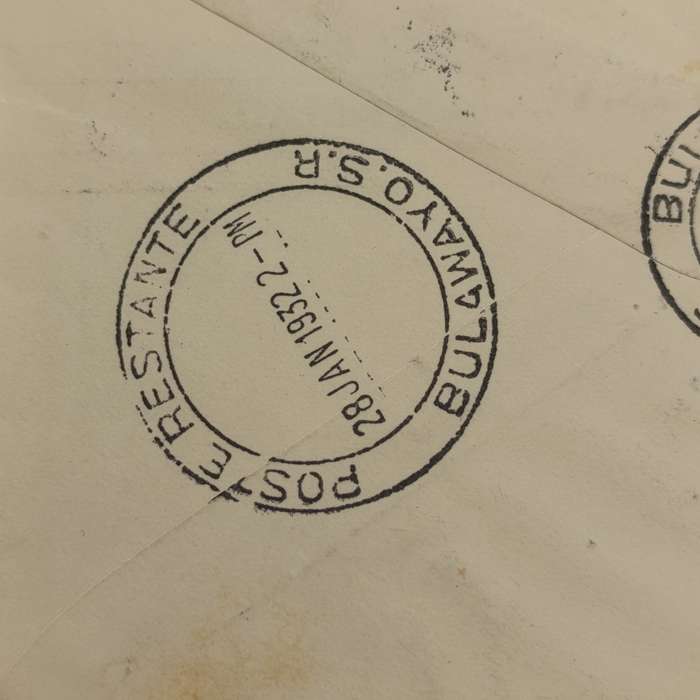 POSTE RESTANTE
BULAWAYO.S.R
28 JAN 1932 2 - PM
BUL